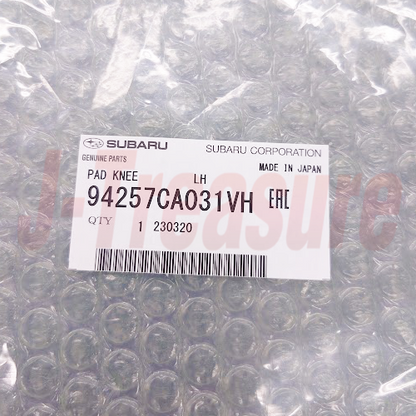 SUBARU SUBARU CORPORATION
GENUINE PARTS MADE IN JAPAN
PAD KNEE LH
94257CA031VH EAC
QTY 1 230320
J-Treasure